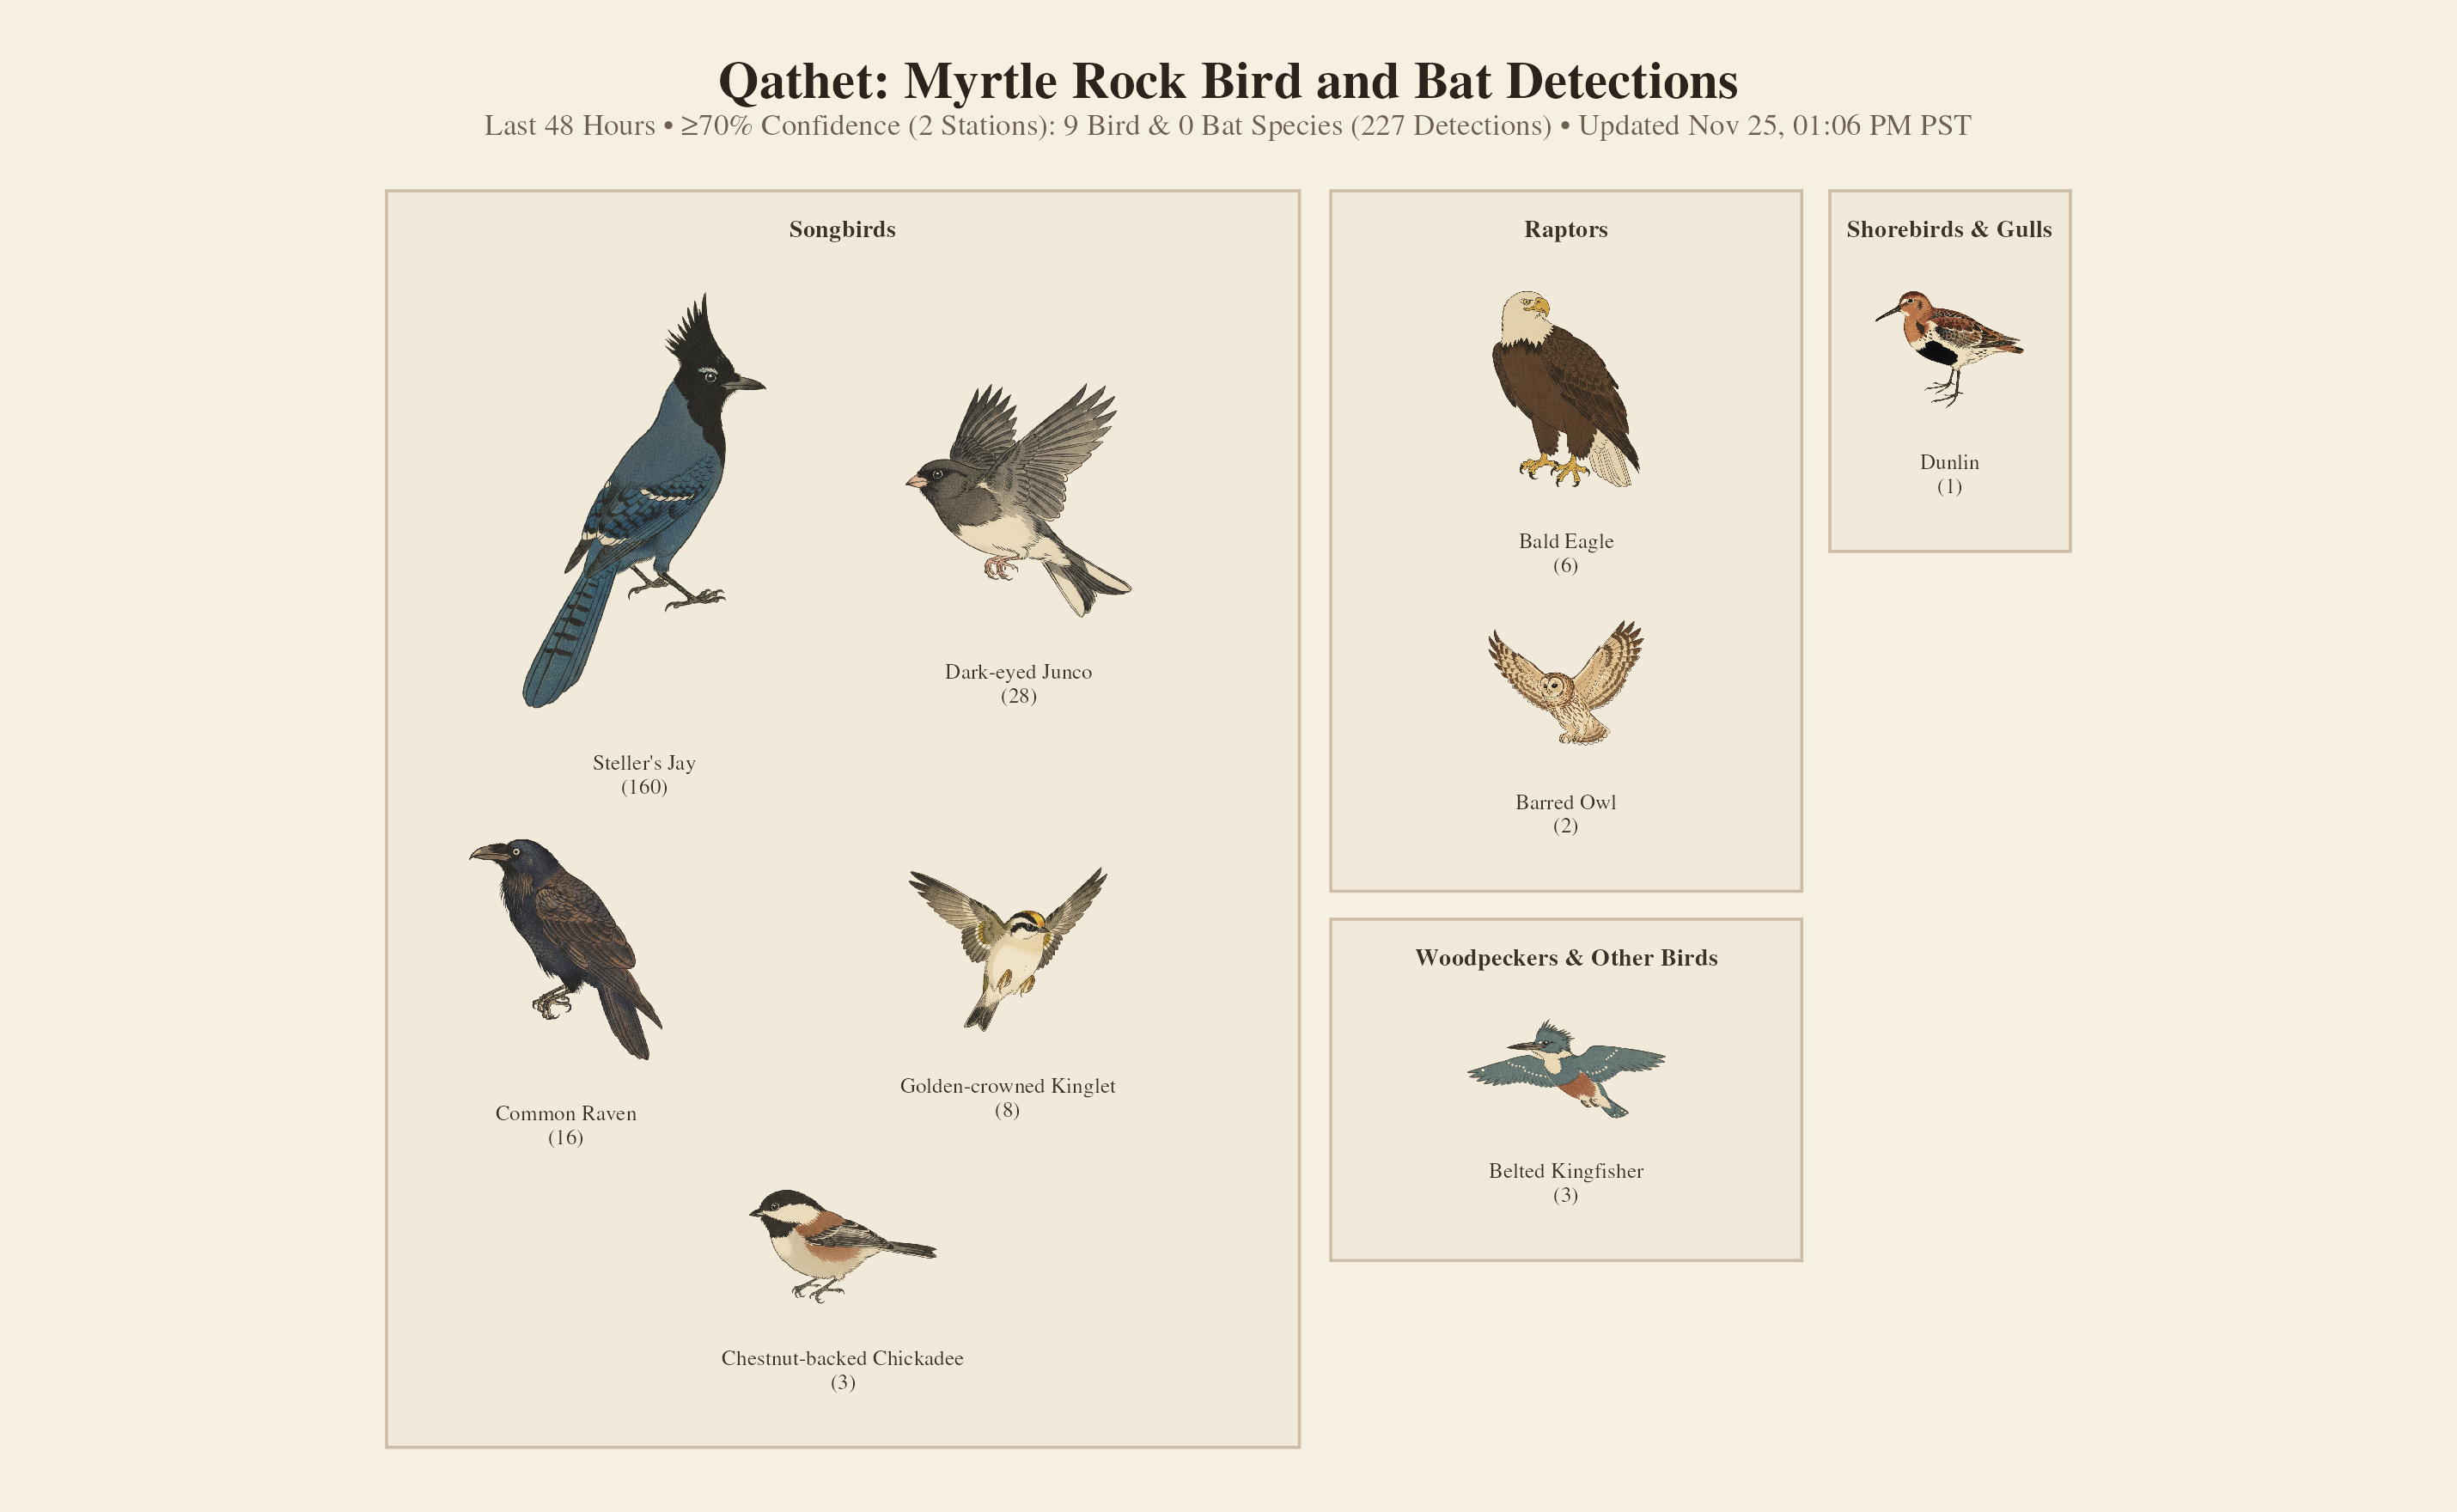 Qathet: Myrtle Rock Bird and Bat Detections
Last 48 Hours • ≥70% Confidence (2 Stations): 9 Bird & 0 Bat Species (227 Detections) • Updated Nov 25, 01:06 PM PST
Songbirds
Steller's Jay
(160)
Dark-eyed Junco
(28)
Common Raven
(16)
Golden-crowned Kinglet
(8)
Chestnut-backed Chickadee
(3)
Raptors
Bald Eagle
(6)
Barred Owl
(2)
Woodpeckers & Other Birds
Belted Kingfisher
(3)
Shorebirds & Gulls
Dunlin
(1)